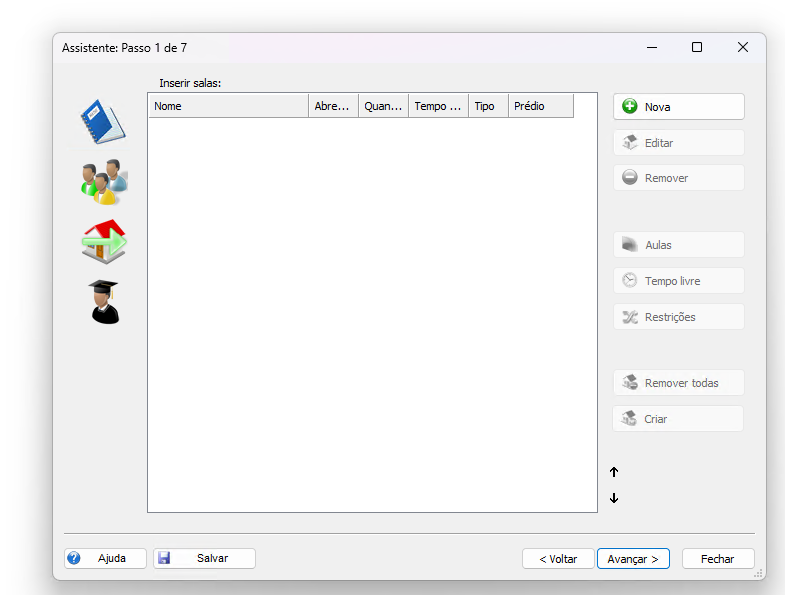 Assistente: Passo 1 de 7
Inserir salas:
Nome Abre... Quan... Tempo ... Tipo Prédio
Nova
Editar
Remover
Aulas
Tempo livre
Restrições
Remover todas
Criar
Ajuda Salvar < Voltar Avançar > Fechar